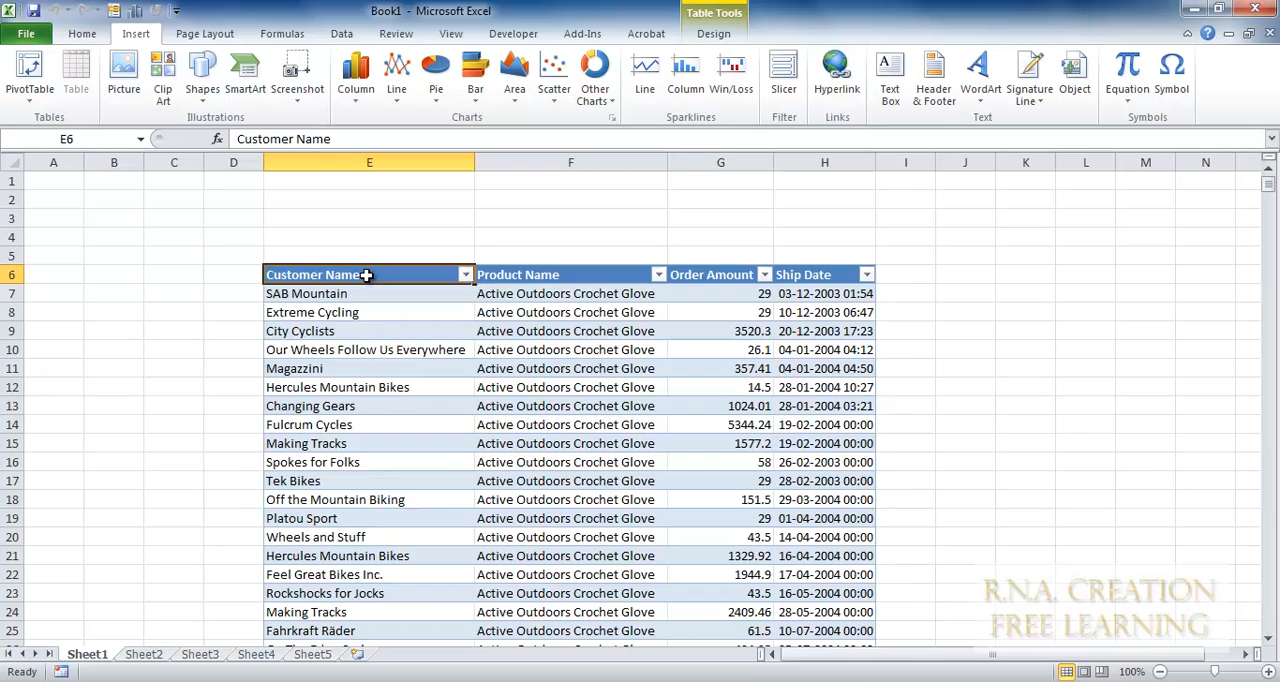 Book1 - Microsoft Excel
Table Tools
File Home Insert Page Layout Formulas Data Review View Developer Add-Ins Acrobat Design
PivotTable Table Picture Clip Art Shapes SmartArt Screenshot Column Line Pie Bar Area Scatter Other Charts Line Column Win/Loss Slicer Hyperlink Text Box Header & Footer WordArt Signature Line Object Equation Symbol
Tables Illustrations Charts Sparklines Filter Links Text Symbols
E6 fx Customer Name
A B C D E F G H I J K L M N
1
2
3
4
5
6 Customer Name Product Name Order Amount Ship Date
7 SAB Mountain Active Outdoors Crochet Glove 29 03-12-2003 01:54
8 Extreme Cycling Active Outdoors Crochet Glove 29 10-12-2003 06:47
9 City Cyclists Active Outdoors Crochet Glove 3520.3 20-12-2003 17:23
10 Our Wheels Follow Us Everywhere Active Outdoors Crochet Glove 26.1 04-01-2004 04:12
11 Magazzini Active Outdoors Crochet Glove 357.41 04-01-2004 04:50
12 Hercules Mountain Bikes Active Outdoors Crochet Glove 14.5 28-01-2004 10:27
13 Changing Gears Active Outdoors Crochet Glove 1024.01 28-01-2004 03:21
14 Fulcrum Cycles Active Outdoors Crochet Glove 5344.24 19-02-2004 00:00
15 Making Tracks Active Outdoors Crochet Glove 1577.2 19-02-2004 00:00
16 Spokes for Folks Active Outdoors Crochet Glove 58 26-02-2003 00:00
17 Tek Bikes Active Outdoors Crochet Glove 29 28-02-2003 00:00
18 Off the Mountain Biking Active Outdoors Crochet Glove 151.5 29-03-2004 00:00
19 Platou Sport Active Outdoors Crochet Glove 29 01-04-2004 00:00
20 Wheels and Stuff Active Outdoors Crochet Glove 43.5 14-04-2004 00:00
21 Hercules Mountain Bikes Active Outdoors Crochet Glove 1329.92 16-04-2004 00:00
22 Feel Great Bikes Inc. Active Outdoors Crochet Glove 1944.9 17-04-2004 00:00
23 Rockshocks for Jocks Active Outdoors Crochet Glove 43.5 16-05-2004 00:00
24 Making Tracks Active Outdoors Crochet Glove 2409.46 28-05-2004 00:00
25 Fahrkraft Räder Active Outdoors Crochet Glove 61.5 10-07-2004 00:00
R.N.A. CREATION
FREE LEARNING
Sheet1 Sheet2 Sheet3 Sheet4 Sheet5
Ready 100%